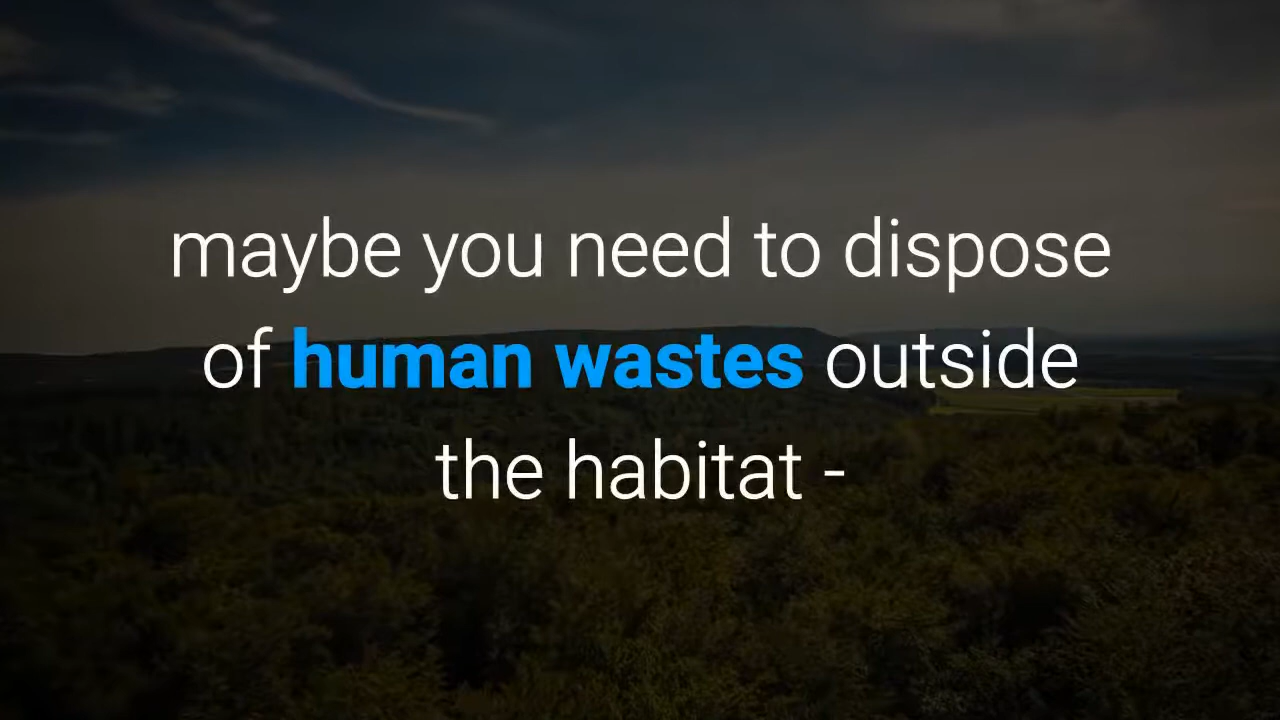 maybe you need to dispose
of human wastes outside
the habitat -